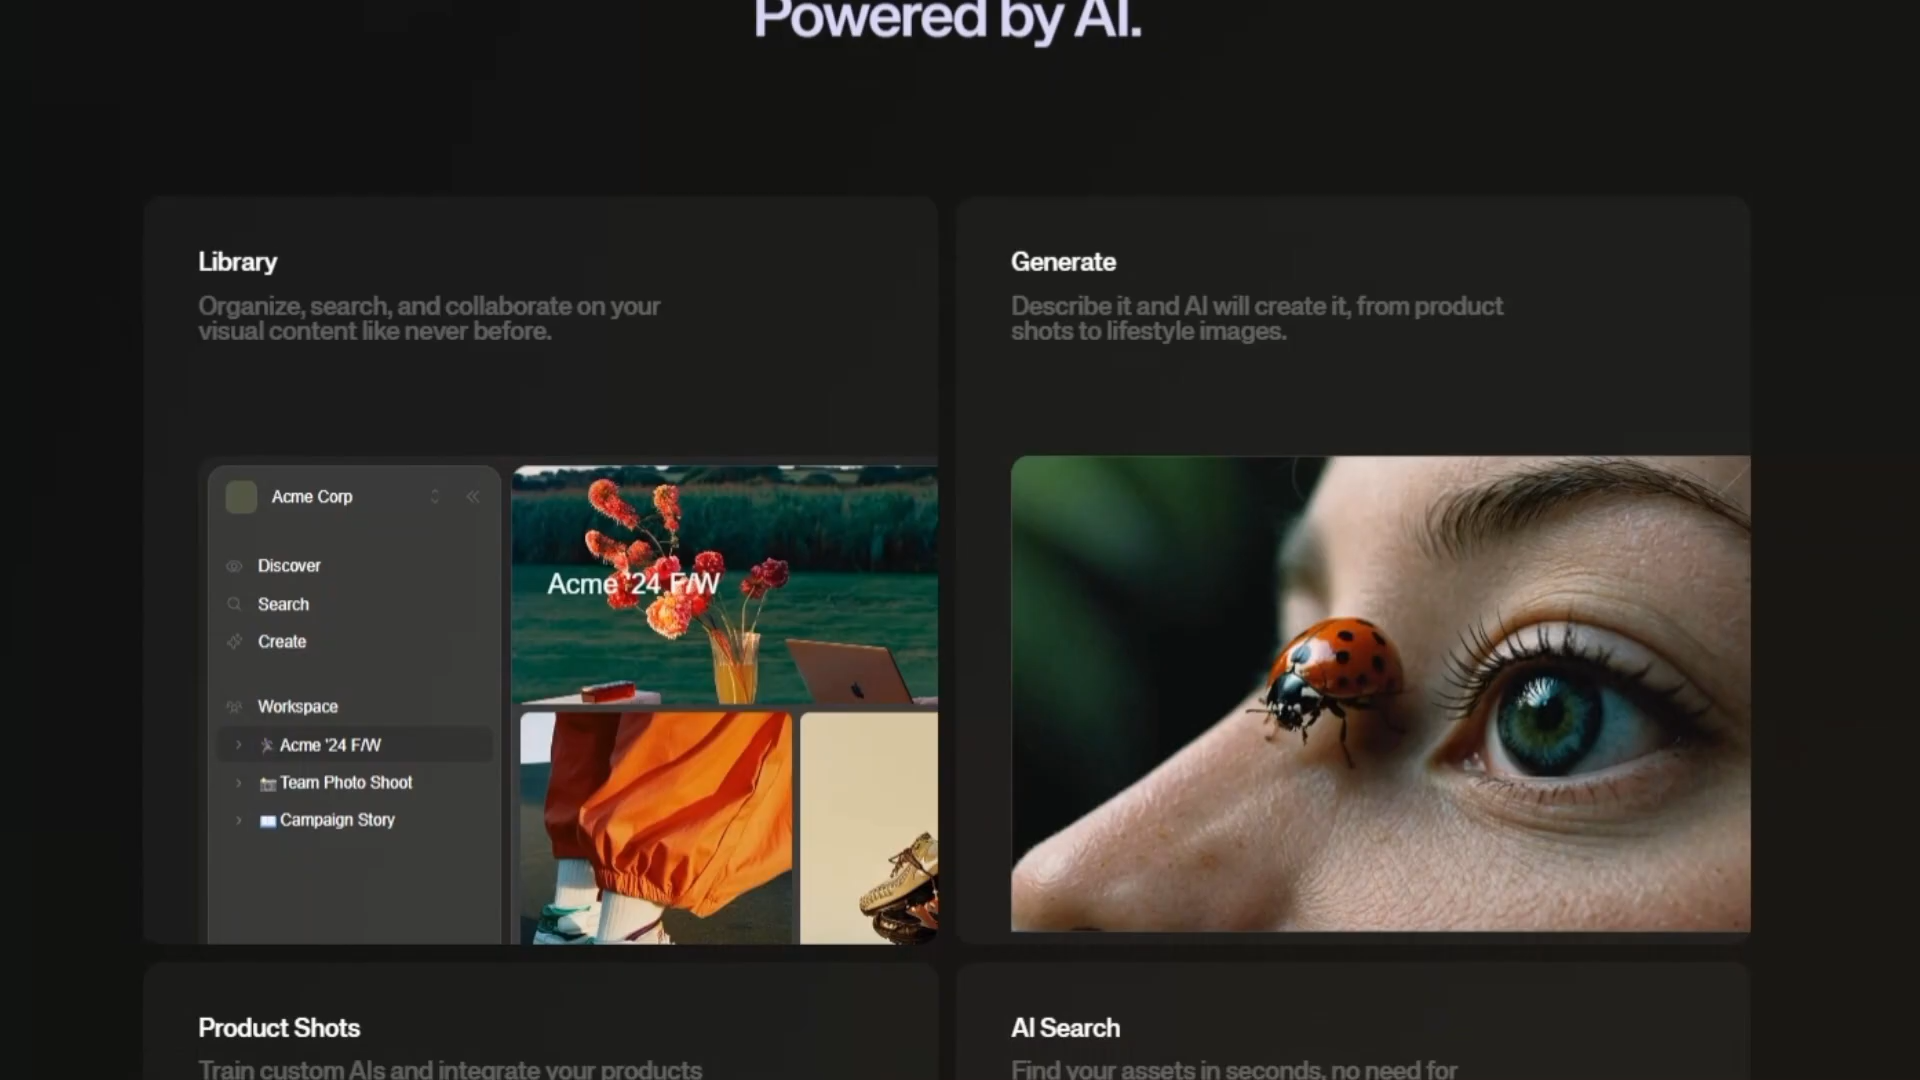 Powered by AI.
Library
Organize, search, and collaborate on your
visual content like never before.
Acme Corp
Discover
Search
Create
Workspace
Acme '24 F/W
Team Photo Shoot
Campaign Story
Acme '24 F/W
Generate
Describe it and AI will create it, from product
shots to lifestyle images.
Product Shots
Train custom AIs and integrate your products
AI Search
Find your assets in seconds, no need for